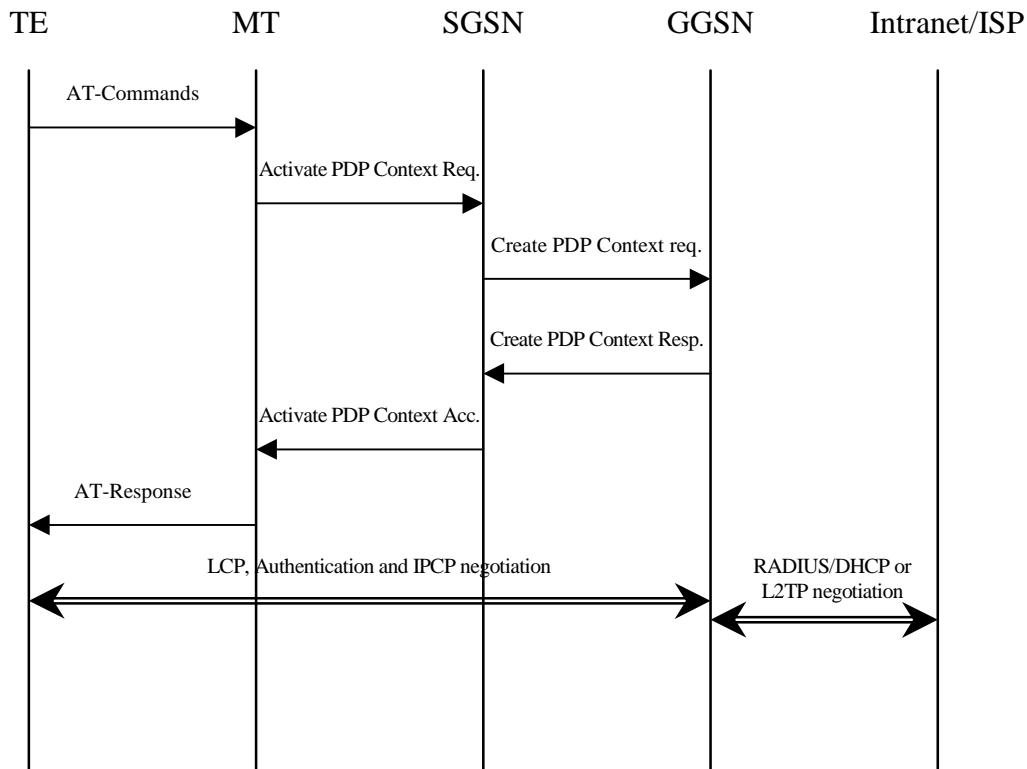 TE MT SGSN GGSN Intranet/ISP
AT-Commands
Activate PDP Context Req.
Create PDP Context req.
Create PDP Context Resp.
Activate PDP Context Acc.
AT-Response
LCP, Authentication and IPCP negotiation
RADIUS/DHCP or
L2TP negotiation